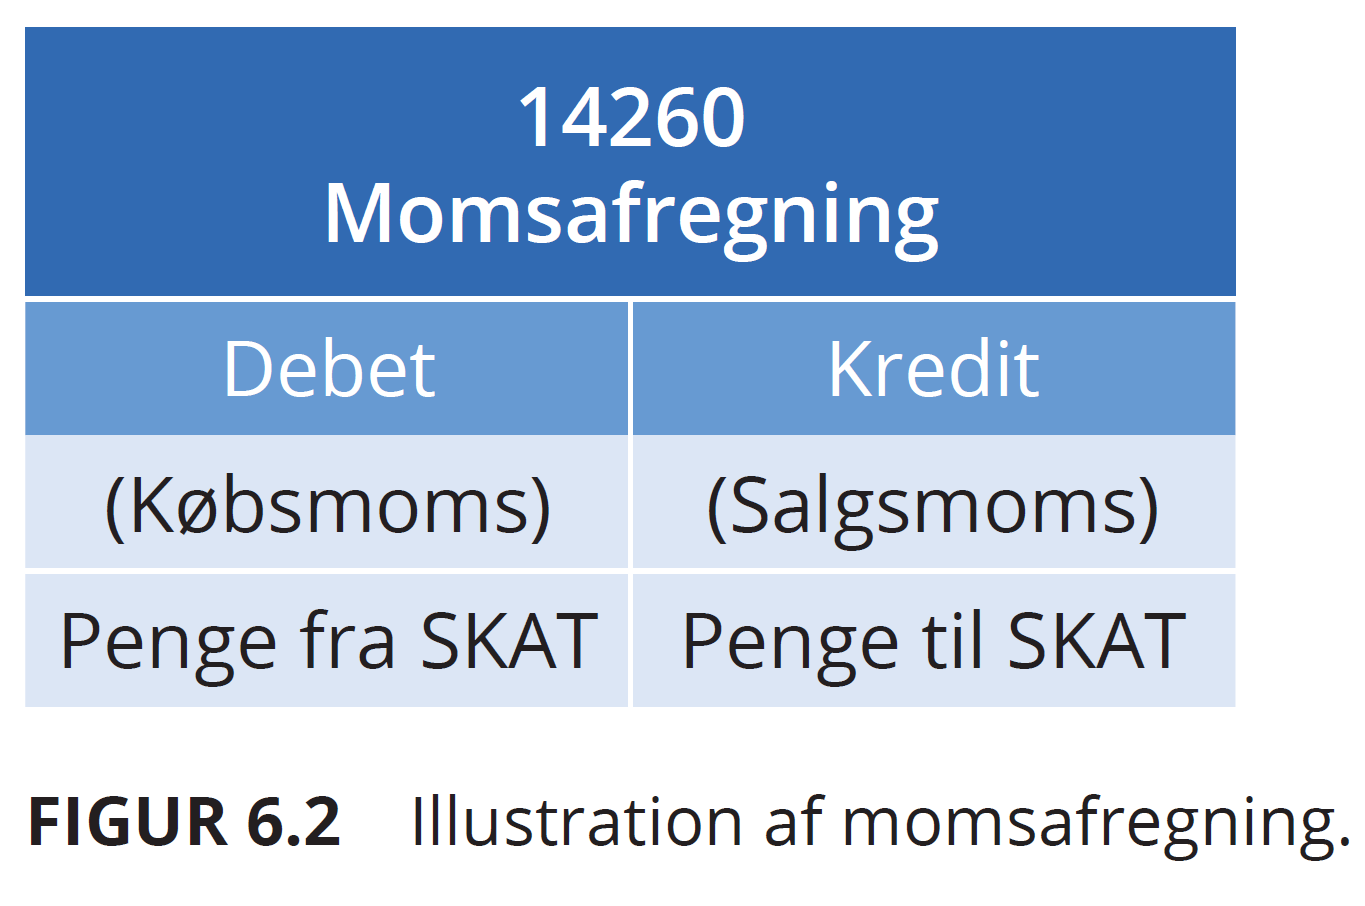 14260
Momsafregning
Debet Kredit
(Købsmoms) (Salgsmoms)
Penge fra SKAT Penge til SKAT
FIGUR 6.2 Illustration af momsafregning.